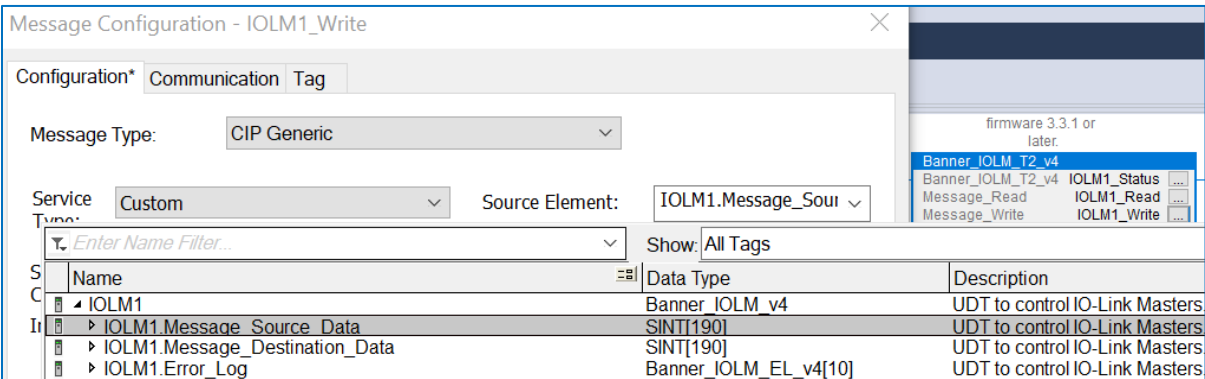 Message Configuration - IOLM1_Write
Configuration* Communication Tag
Message Type: CIP Generic
firmware 3.3.1 or
later.
Banner_IOLM_T2_v4
Banner_IOLM_T2_v4 IOLM1_Status ...
Message_Read IOLM1_Read ...
Message_Write IOLM1_Write ...
Service Custom Source Element: IOLM1.Message_Sour
Type:
Enter Name Filter... Show: All Tags
Name Data Type Description
IOLM1 Banner_IOLM_v4 UDT to control IO-Link Masters
IOLM1.Message_Source_Data SINT[190] UDT to control IO-Link Masters
IOLM1.Message_Destination_Data SINT[190] UDT to control IO-Link Masters
IOLM1.Error_Log Banner_IOLM_EL_v4[10] UDT to control IO-Link Masters